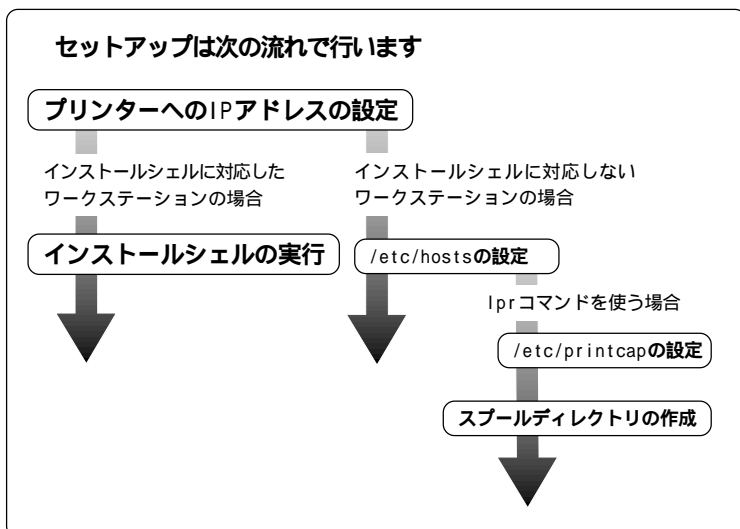 セットアップは次の流れで行います
プリンターへのIPアドレスの設定
インストールシェルに対応した
ワークステーションの場合
インストールシェルの実行
インストールシェルに対応しない
ワークステーションの場合
/etc/hostsの設定
lprコマンドを使う場合
/etc/printcapの設定
スプールディレクトリの作成